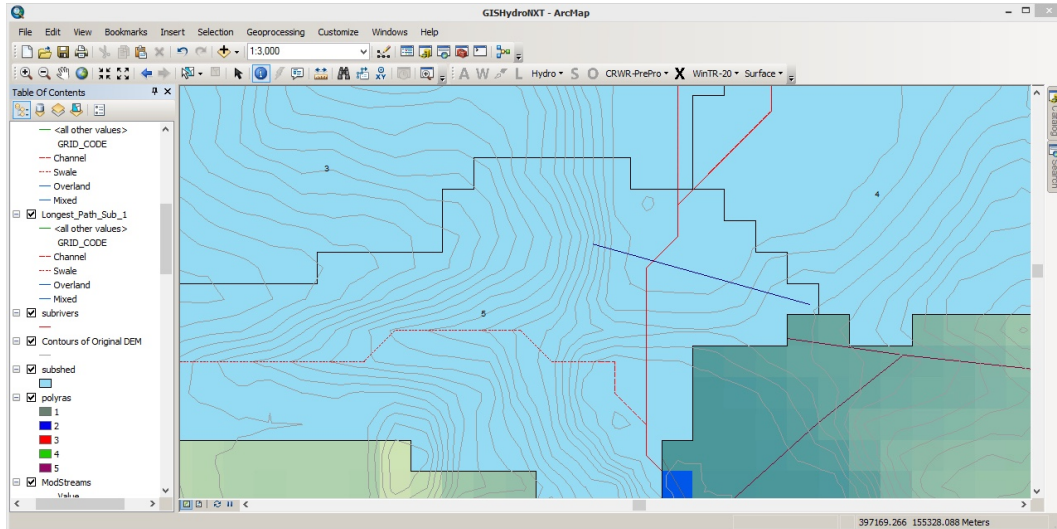 GISHydroNXT - ArcMap
File Edit View Bookmarks Insert Selection Geoprocessing Customize Windows Help
1:3,000
A W L Hydro S O CRWR-PrePro X WinTR-20 Surface
Table Of Contents
<all other values>
GRID_CODE
Channel
Swale
Overland
Mixed
Longest_Path_Sub_1
<all other values>
GRID_CODE
Channel
Swale
Overland
Mixed
subrivers
Contours of Original DEM
subshed
polyras
1
2
3
4
5
ModStreams
Value
3
4
5
Catalog
Search
397169.266 155328.088 Meters